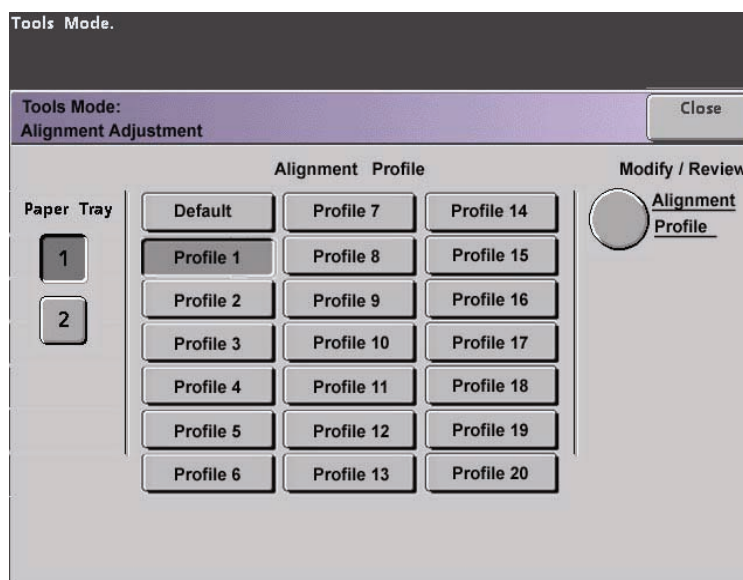 Tools Mode.
Tools Mode:
Close
Alignment Adjustment
Alignment Profile
Modify / Review
Paper Tray
1
2
Default
Profile 1
Profile 2
Profile 3
Profile 4
Profile 5
Profile 6
Profile 7
Profile 8
Profile 9
Profile 10
Profile 11
Profile 12
Profile 13
Profile 14
Profile 15
Profile 16
Profile 17
Profile 18
Profile 19
Profile 20
Alignment
Profile